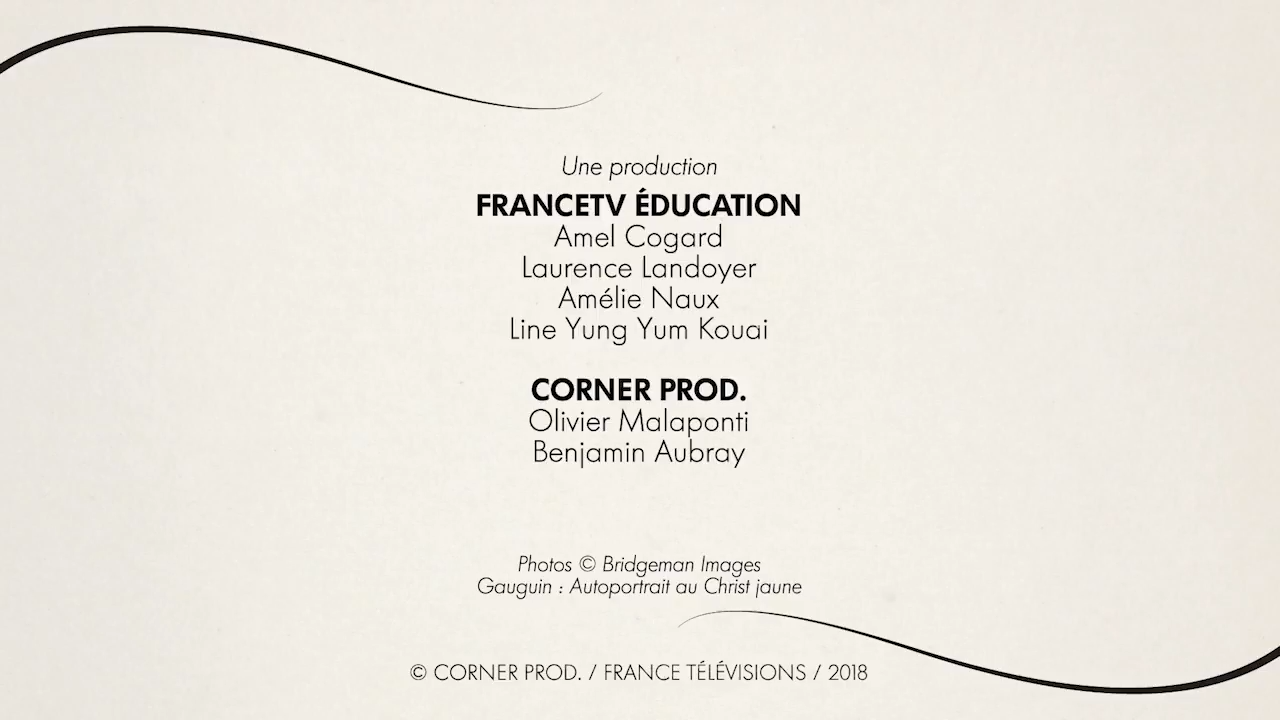 Une production
FRANCETV ÉDUCATION
Amel Cogard
Laurence Landoyer
Amélie Naux
Line Yung Yum Kouai
CORNER PROD.
Olivier Malaponti
Benjamin Aubray
Photos © Bridgeman Images
Gauguin : Autoportrait au Christ jaune
© CORNER PROD. / FRANCE TÉLÉVISIONS / 2018